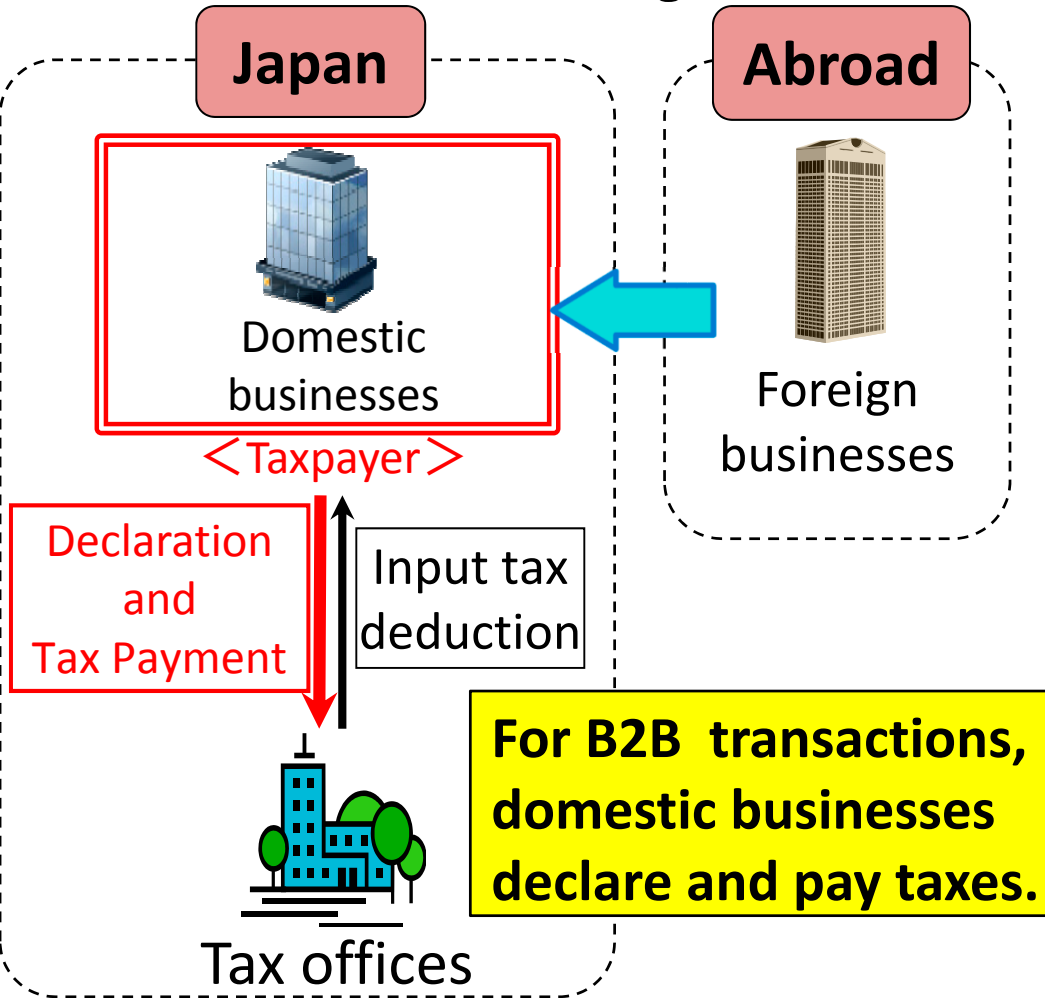 Japan
Abroad
Domestic
businesses
Foreign
businesses
＜Taxpayer＞
Declaration
and
Tax Payment
Input tax
deduction
For B2B  transactions,
domestic businesses
declare and pay taxes.
Tax offices